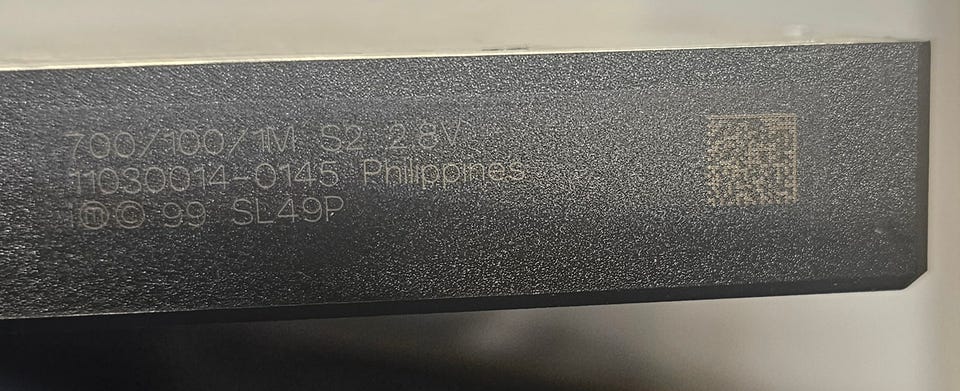 700/100/1M S2 2.8V
11030014-0145 Philippines
i ⓜ © 99 SL49P